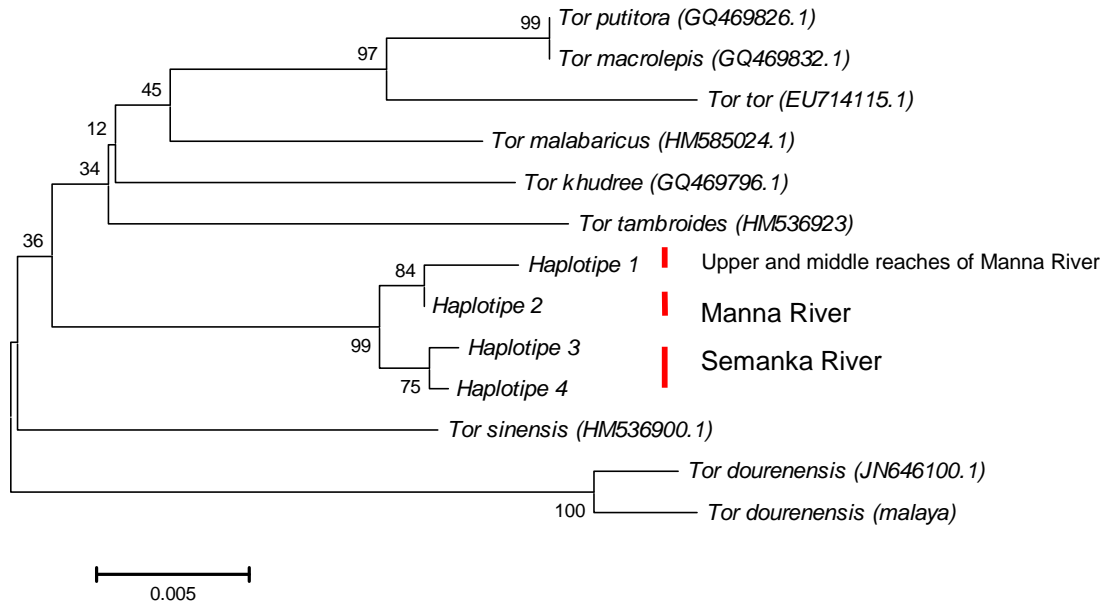 99
Tor putitora (GQ469826.1)
97
Tor macrolepis (GQ469832.1)
45
Tor tor (EU714115.1)
12
Tor malabaricus (HM585024.1)
34
Tor khudree (GQ469796.1)
Tor tambroides (HM536923)
36
Haplotipe 1
Upper and middle reaches of Manna River
84
Haplotipe 2
Manna River
99
Haplotipe 3
Semanka River
75
Haplotipe 4
Tor sinensis (HM536900.1)
Tor dourenensis (JN646100.1)
100
Tor dourenensis (malaya)
0.005